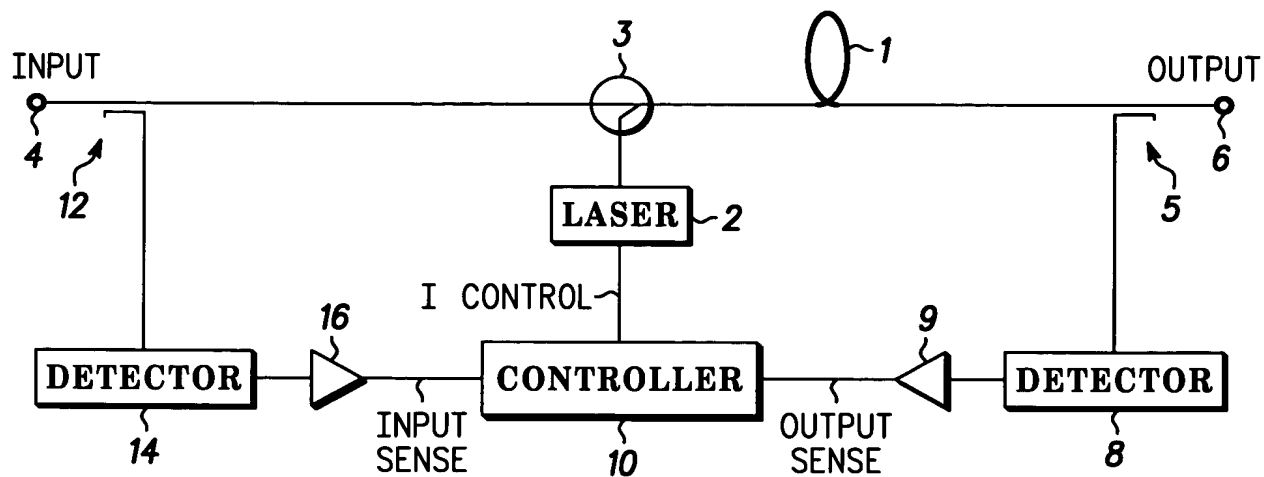 3
1
INPUT
OUTPUT
4
12
6
5
LASER
2
I CONTROL
16
9
DETECTOR
CONTROLLER
DETECTOR
14
INPUT
SENSE
10
OUTPUT
SENSE
8